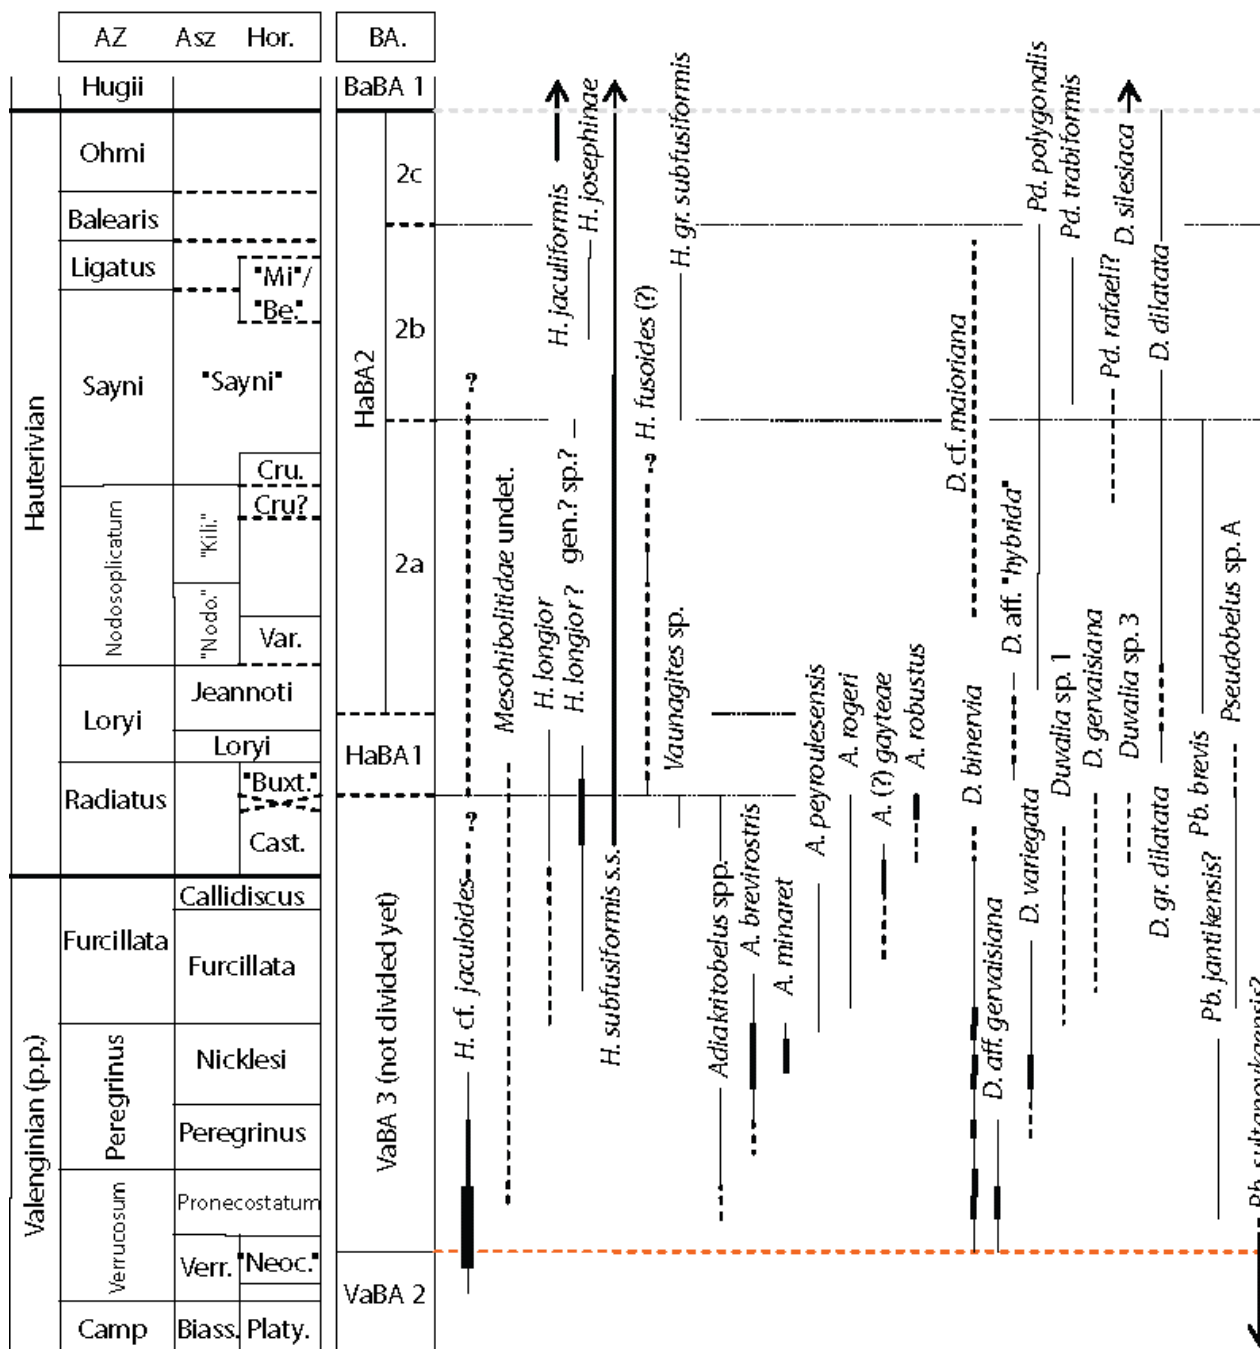 AZ Asz Hor. BA.
Hugii BaBA 1
Ohmi 2c
Balearis
Ligatus "Mi"/
"Be."
2b
Sayni "Sayni"
HaBA2
Hauterivian
Cru.
Cru?
Nodosoplicatum
"Kili."
2a
"Nodo."
Var.
Jeannoti
Loryi
Loryi HaBA1
"Buxt."
Radiatus
Cast.
Callidiscus
Furcillata
Furcillata
VaBA 3 (not divided yet)
Valenginian (p.p.)
Peregrinus
Nicklesi
Peregrinus
Verrucosum
Pronecostatum
Verr. "Neoc."
VaBA 2
Camp Biass. Platy.
?
?
H. cf. jaculoides
Mesohibolitidae undet.
H. longior
H. jaculiformis
H. longior?
gen.? sp.?
H. josephinae
H. subfusiformis s.s.
?
H. fusoides (?)
Vaunagites sp.
H. gr. subfusiformis
Adiakritobelus spp.
A. brevirostris
A. minaret
A. peyroulesensis
A. rogeri
A. (?) gayteae
A. robustus
D. cf. maioriana
D. binervia
D. aff. gervaisiana
D. aff. "hybrida"
D. variegata
Pd. polygonalis
Duvalia sp. 1
Pd. trabiformis
D. gervaisiana
Pd. rafaeli?
D. silesiaca
Duvalia sp. 3
D. dilatata
D. gr. dilatata
Pb. brevis
Pb. jantikensis?
Pseudobelus sp. A